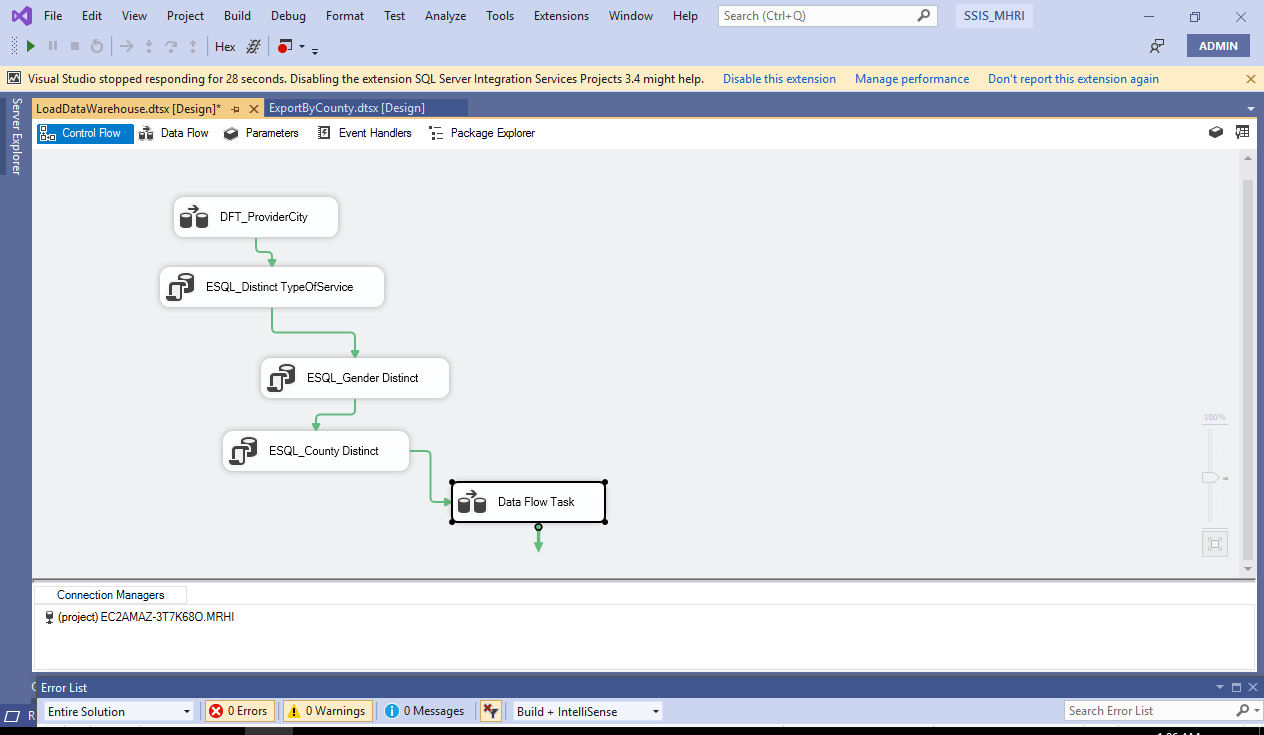 File Edit View Project Build Debug Format Test Analyze Tools Extensions Window Help Search (Ctrl+Q) SSIS_MHRI
Hex ADMIN
Visual Studio stopped responding for 28 seconds. Disabling the extension SQL Server Integration Services Projects 3.4 might help. Disable this extension Manage performance Don't report this extension again
Server Explorer
LoadDataWarehouse.dtsx [Design]* ExportByCounty.dtsx [Design]
Control Flow Data Flow Parameters Event Handlers Package Explorer
DFT_ProviderCity
ESQL_Distinct TypeOfService
ESQL_Gender Distinct
100%
ESQL_County Distinct
Data Flow Task
Connection Managers
(project) EC2AMAZ-3T7K68O.MRHI
Error List
Entire Solution 0 Errors 0 Warnings 0 Messages Build + IntelliSense Search Error List